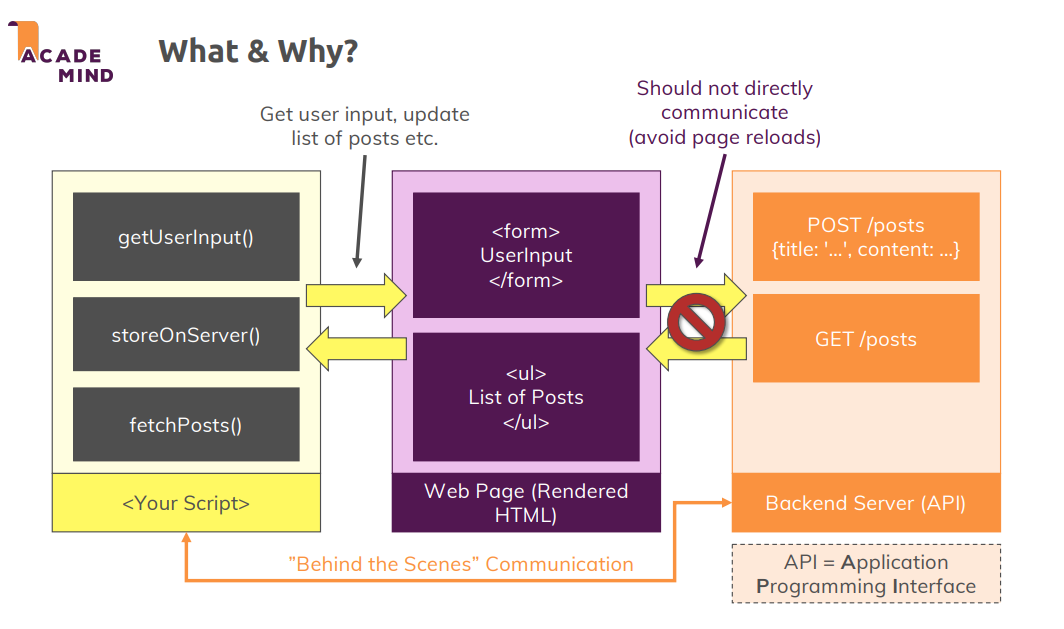 ACADE
MIND
What & Why?
Should not directly
communicate
(avoid page reloads)
Get user input, update
list of posts etc.
getUserInput()
storeOnServer()
fetchPosts()
<Your Script>
<form>
UserInput
</form>
<ul>
List of Posts
</ul>
Web Page (Rendered
HTML)
POST /posts
{title: '…', content: …}
GET /posts
Backend Server (API)
”Behind the Scenes” Communication
API = Application
Programming Interface